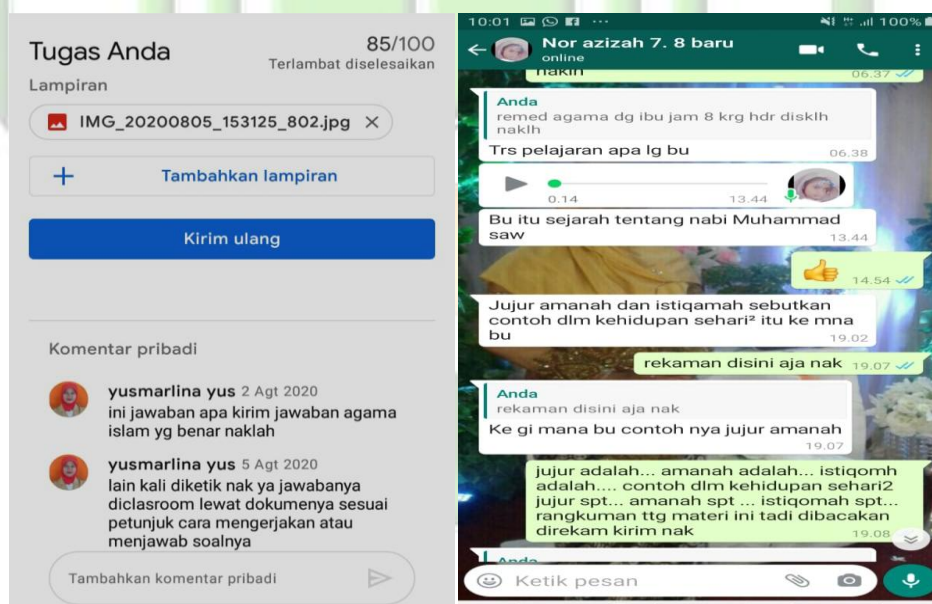 Tugas Anda
85/100
Terlambat diselesaikan
Lampiran
IMG_20200805_153125_802.jpg
Tambahkan lampiran
Kirim ulang
Komentar pribadi
yusmarlina yus 2 Agt 2020
ini jawaban apa kirim jawaban agama
islam yg benar naklah
yusmarlina yus 5 Agt 2020
lain kali diketik nak ya jawabanya
diclasroom lewat dokumenya sesuai
petunjuk cara mengerjakan atau
menjawab soalnya
Tambahkan komentar pribadi
10:01
100%
Nor azizah 7. 8 baru
online
06.37
Anda
remed agama dg ibu jam 8 krg hdr disklh
naklh
Trs pelajaran apa lg bu 06.38
0.14 13.44
Bu itu sejarah tentang nabi Muhammad
saw 13.44
14.54
Jujur amanah dan istiqamah sebutkan
contoh dlm kehidupan sehari² itu ke mna
bu 19.02
rekaman disini aja nak 19.07
Anda
rekaman disini aja nak
Ke gi mana bu contoh nya jujur amanah
19.07
jujur adalah... amanah adalah... istiqomh
adalah.... contoh dlm kehidupan sehari2
jujur spt... amanah spt ... istiqomah spt...
rangkuman ttg materi ini tadi dibacakan
direkam kirim nak 19.08
Anda
Ketik pesan